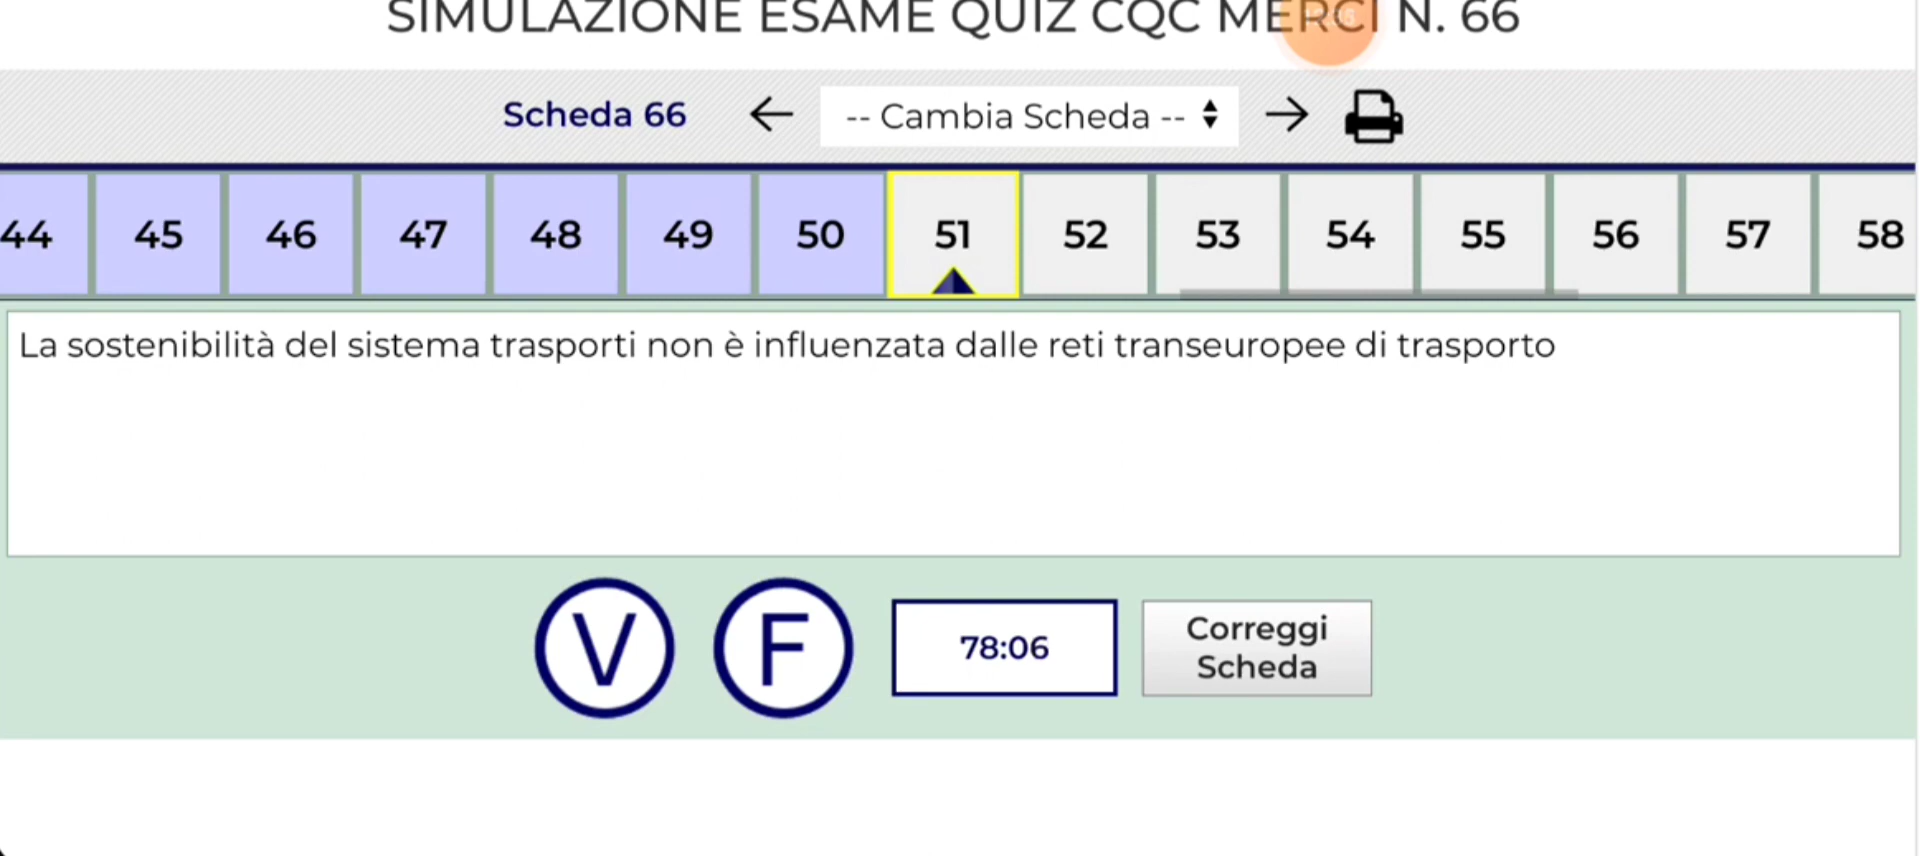 SIMULAZIONE ESAME QUIZ CQC MERCI N. 66
Scheda 66
-- Cambia Scheda --
44 45 46 47 48 49 50 51 52 53 54 55 56 57 58
La sostenibilità del sistema trasporti non è influenzata dalle reti transeuropee di trasporto
V F 78:06 Correggi
Scheda